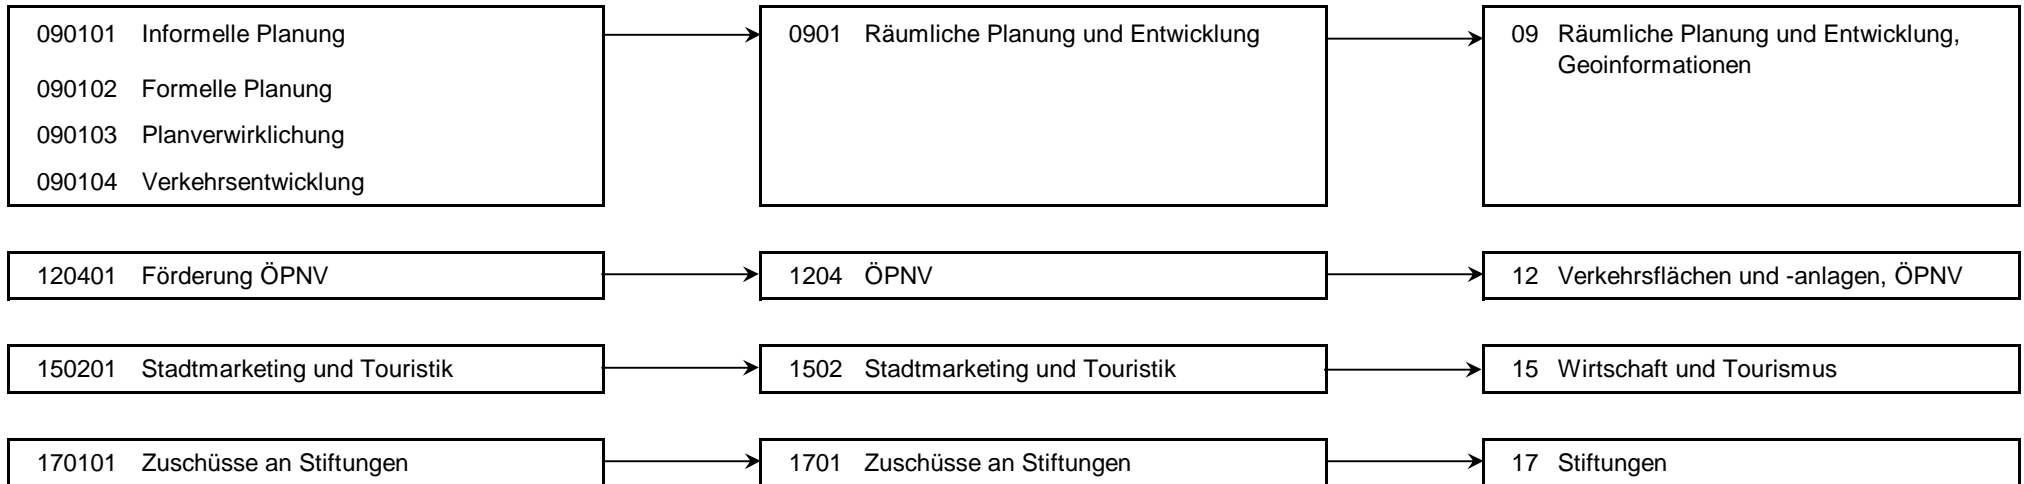 090101 Informelle Planung
0901 Räumliche Planung und Entwicklung
09 Räumliche Planung und Entwicklung,
Geoinformationen
090102 Formelle Planung
090103 Planverwirklichung
090104 Verkehrsentwicklung
120401 Förderung ÖPNV
1204 ÖPNV
12 Verkehrsflächen und -anlagen, ÖPNV
150201 Stadtmarketing und Touristik
1502 Stadtmarketing und Touristik
15 Wirtschaft und Tourismus
170101 Zuschüsse an Stiftungen
1701 Zuschüsse an Stiftungen
17 Stiftungen